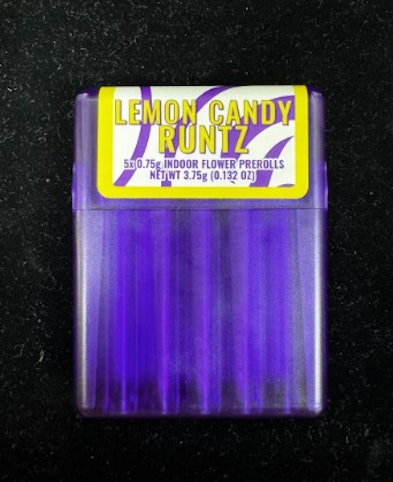 LEMON CANDY
RUNTZ
5x 0.75g INDOOR FLOWER PREROLLS
NET WT 3.75g (0.132 OZ)